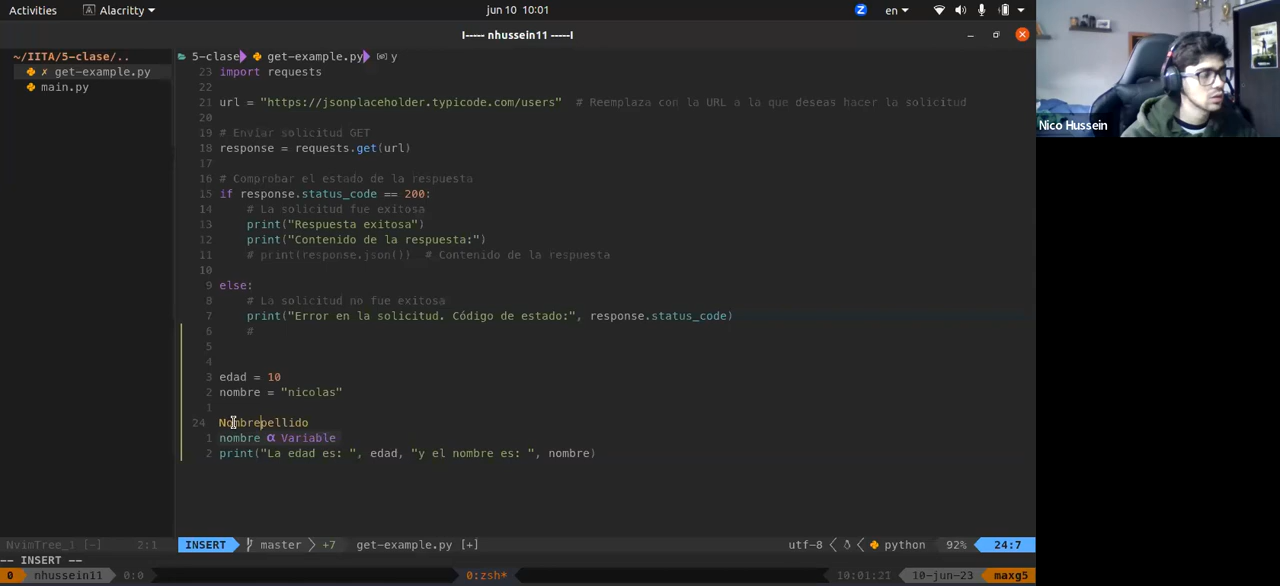 Activities
Alacritty
jun 10 10:01
en
I----- nhussein11 -----I
~/IITA/5-clase/..
✗ get-example.py
main.py
5-clase get-example.py y
23 import requests
22
21 url = "https://jsonplaceholder.typicode.com/users" # Reemplaza con la URL a la que deseas hacer la solicitud
20
19 # Enviar solicitud GET
18 response = requests.get(url)
17
16 # Comprobar el estado de la respuesta
15 if response.status_code == 200:
14 # La solicitud fue exitosa
13 print("Respuesta exitosa")
12 print("Contenido de la respuesta:")
11 # print(response.json()) # Contenido de la respuesta
10
9 else:
8 # La solicitud no fue exitosa
7 print("Error en la solicitud. Código de estado:", response.status_code)
6 #
5
4
3 edad = 10
2 nombre = "nicolas"
1
24 Nombrepellido
1 nombre α Variable
2 print("La edad es: ", edad, "y el nombre es: ", nombre)
NvimTree_1 [-] 2:1
INSERT master +7 get-example.py [+] utf-8 python 92% 24:7
-- INSERT --
0 nhussein11 0:0 0:zsh* 10:01:21 10-jun-23 maxg5
Nico Hussein